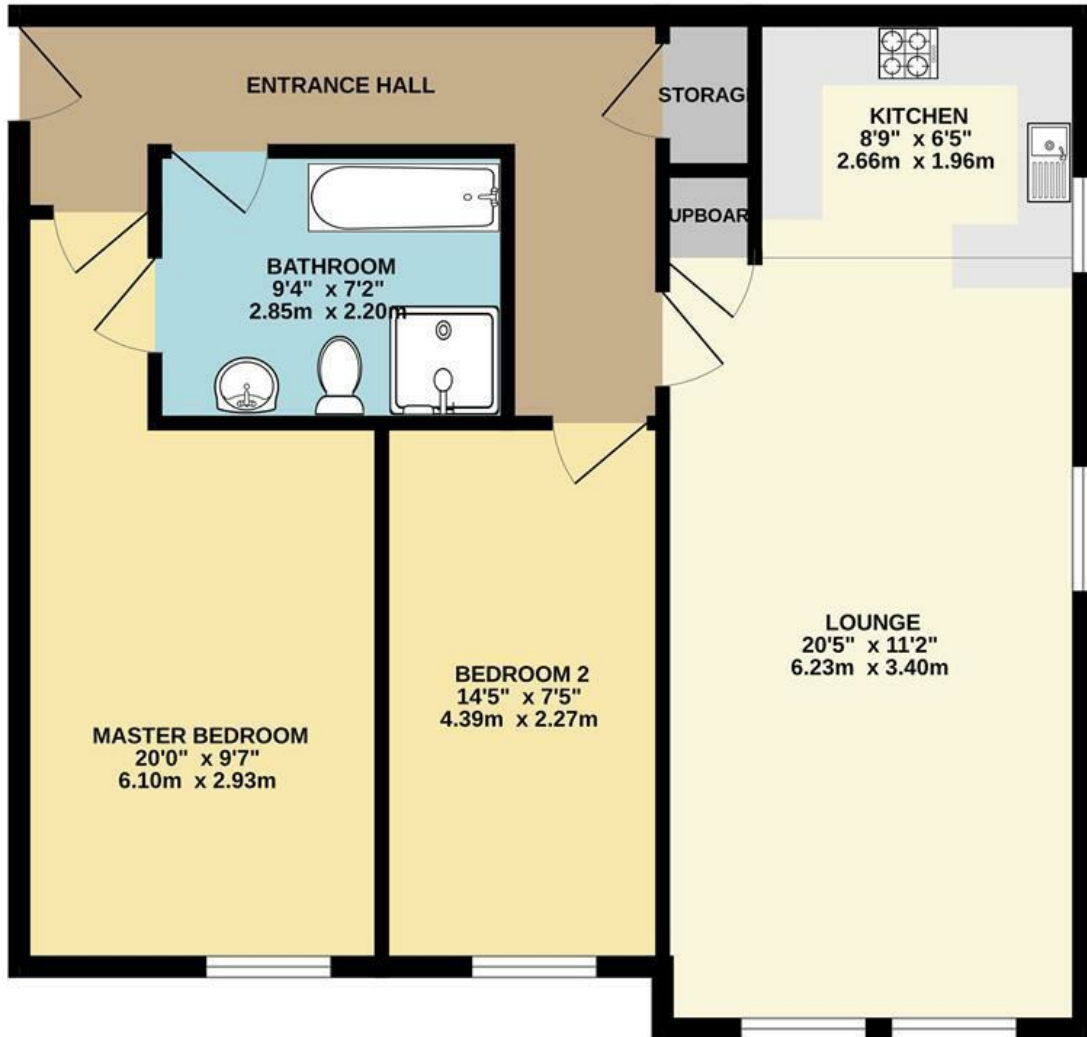 ENTRANCE HALL
STORAG
KITCHEN
8'9" x 6'5"
2.66m x 1.96m
UPBOAR
BATHROOM
9'4" x 7'2"
2.85m x 2.20m
LOUNGE
20'5" x 11'2"
6.23m x 3.40m
BEDROOM 2
14'5" x 7'5"
4.39m x 2.27m
MASTER BEDROOM
20'0" x 9'7"
6.10m x 2.93m